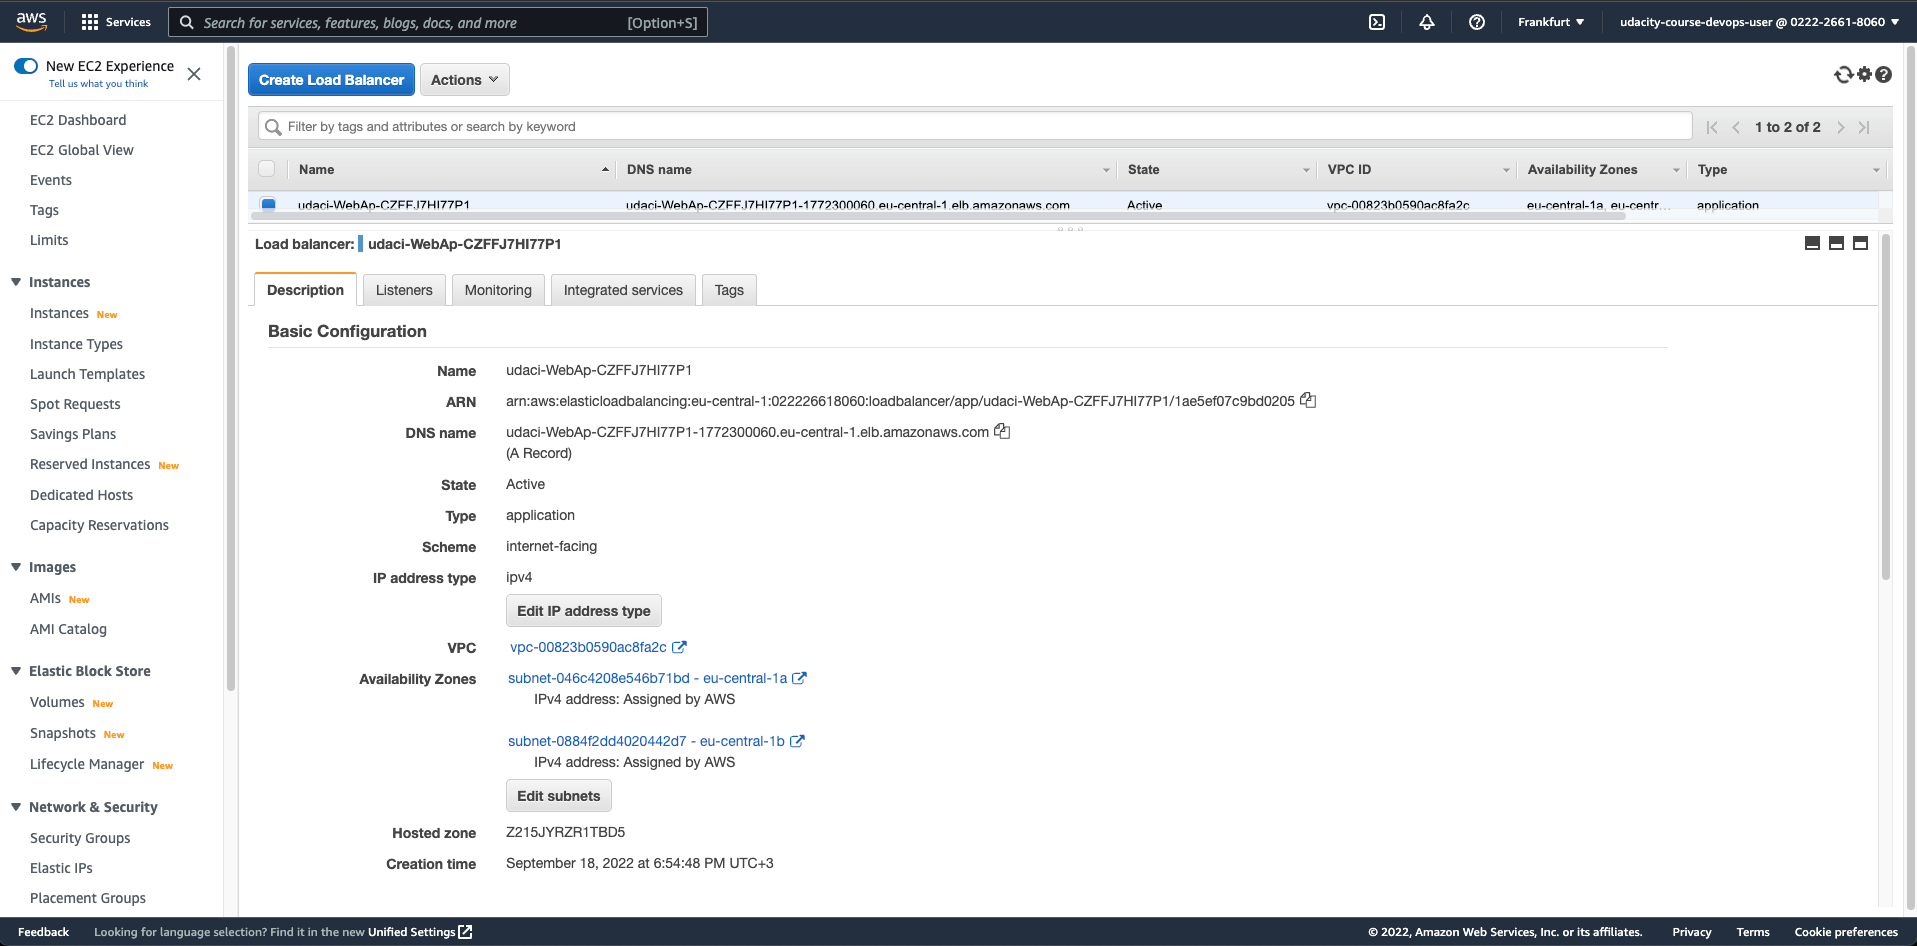 aws
Services
Search for services, features, blogs, docs, and more [Option+S]
Frankfurt
udacity-course-devops-user @ 0222-2661-8060
New EC2 Experience
Tell us what you think
EC2 Dashboard
EC2 Global View
Events
Tags
Limits
Instances
Instances New
Instance Types
Launch Templates
Spot Requests
Savings Plans
Reserved Instances New
Dedicated Hosts
Capacity Reservations
Images
AMIs New
AMI Catalog
Elastic Block Store
Volumes New
Snapshots New
Lifecycle Manager New
Network & Security
Security Groups
Elastic IPs
Placement Groups
Create Load Balancer
Actions
Filter by tags and attributes or search by keyword
1 to 2 of 2
Name DNS name State VPC ID Availability Zones Type
udaci-WebAp-CZFFJ7HI77P1 udaci-WebAp-CZFFJ7HI77P1-1772300060.eu-central-1.elb.amazonaws.com Active vpc-00823b0590ac8fa2c eu-central-1a, eu-centr... application
Load balancer: udaci-WebAp-CZFFJ7HI77P1
Description Listeners Monitoring Integrated services Tags
Basic Configuration
Name udaci-WebAp-CZFFJ7HI77P1
ARN arn:aws:elasticloadbalancing:eu-central-1:022226618060:loadbalancer/app/udaci-WebAp-CZFFJ7HI77P1/1ae5ef07c9bd0205
DNS name udaci-WebAp-CZFFJ7HI77P1-1772300060.eu-central-1.elb.amazonaws.com
(A Record)
State Active
Type application
Scheme internet-facing
IP address type ipv4
Edit IP address type
VPC vpc-00823b0590ac8fa2c
Availability Zones subnet-046c4208e546b71bd - eu-central-1a
IPv4 address: Assigned by AWS
subnet-0884f2dd4020442d7 - eu-central-1b
IPv4 address: Assigned by AWS
Edit subnets
Hosted zone Z215JYRZR1TBD5
Creation time September 18, 2022 at 6:54:48 PM UTC+3
Feedback
Looking for language selection? Find it in the new Unified Settings
© 2022, Amazon Web Services, Inc. or its affiliates.
Privacy
Terms
Cookie preferences